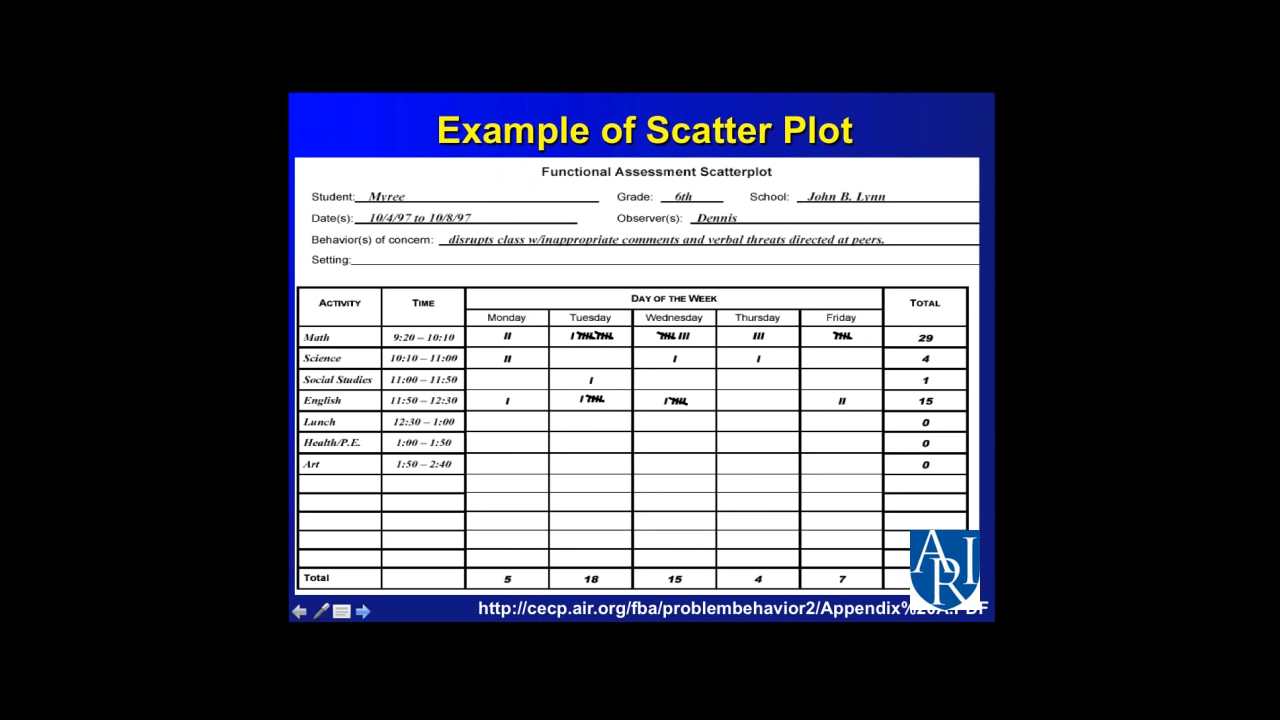 Example of Scatter Plot
Functional Assessment Scatterplot
Student: Myree Grade: 6th School: John B. Lynn
Date(s): 10/4/97 to 10/8/97 Observer(s): Dennis
Behavior(s) of concern: disrupts class w/inappropriate comments and verbal threats directed at peers.
Setting:
ACTIVITY TIME DAY OF THE WEEK TOTAL
Monday Tuesday Wednesday Thursday Friday
Math 9:20 – 10:10 29
Science 10:10 – 11:00 4
Social Studies 11:00 – 11:50 1
English 11:50 – 12:30 15
Lunch 12:30 – 1:00 0
Health/P.E. 1:00 – 1:50 0
Art 1:50 – 2:40 0
Total 5 18 15 4 7
ARI
http://cecp.air.org/fba/problembehavior2/Appendix%20A.PDF